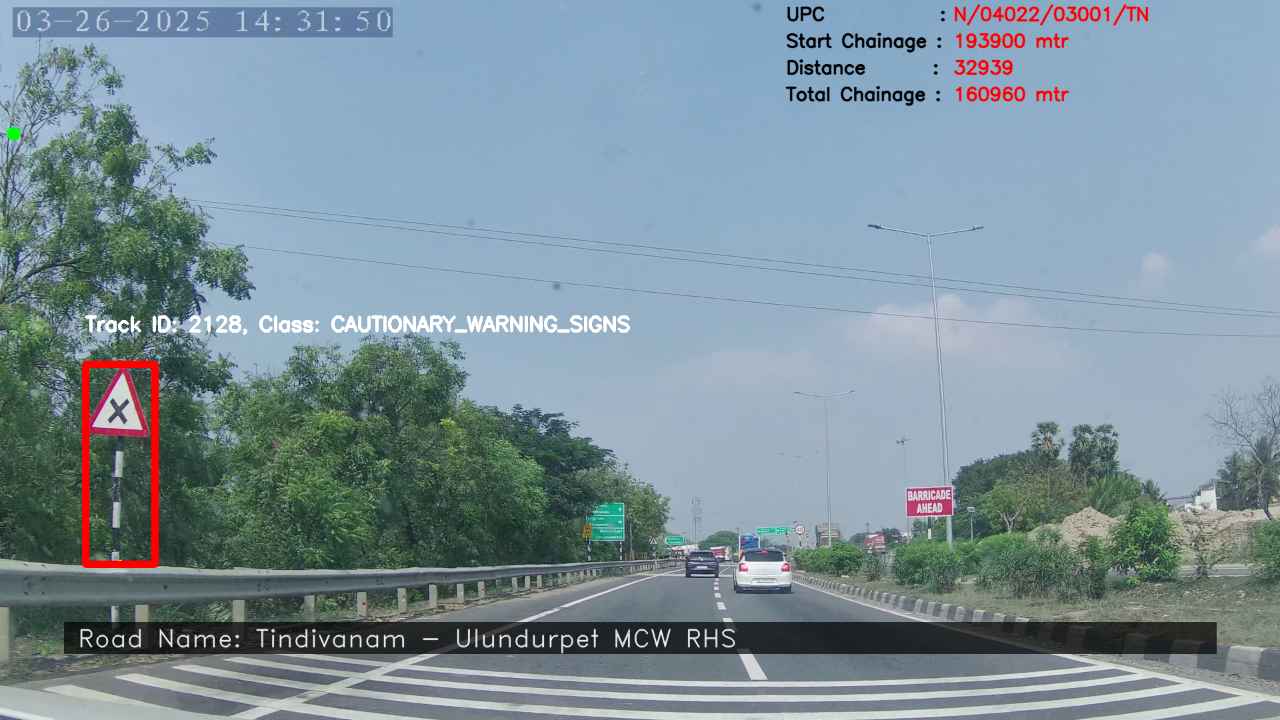 03-26-2025 14:31:50
UPC : N/04022/03001/TN
Start Chainage : 193900 mtr
Distance : 32939
Total Chainage : 160960 mtr
Track ID: 2128, Class: CAUTIONARY_WARNING_SIGNS
BARRICADE
AHEAD
Road Name: Tindivanam - Ulundurpet MCW RHS